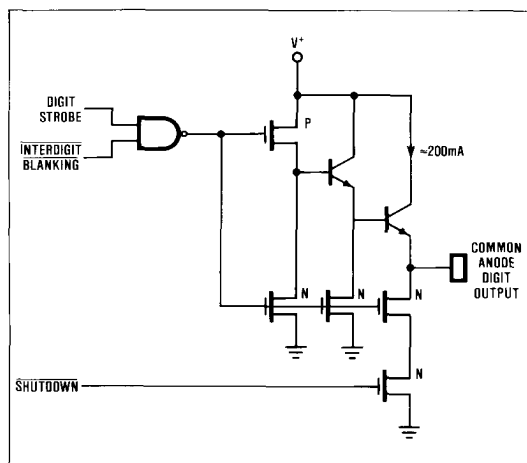 V+
DIGIT
STROBE
INTERDIGIT
BLANKING
P
≈200mA
COMMON
ANODE
DIGIT
OUTPUT
N
N
N
SHUTDOWN
N